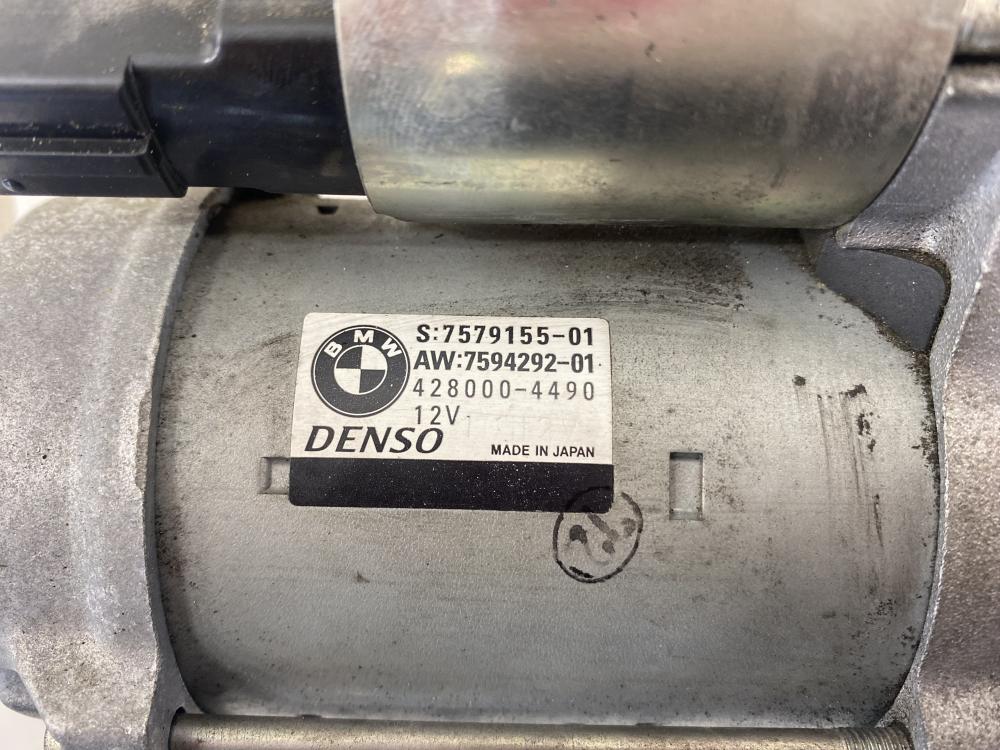 BMW
S:7579155-01
AW:7594292-01
428000-4490
12V
DENSO
MADE IN JAPAN